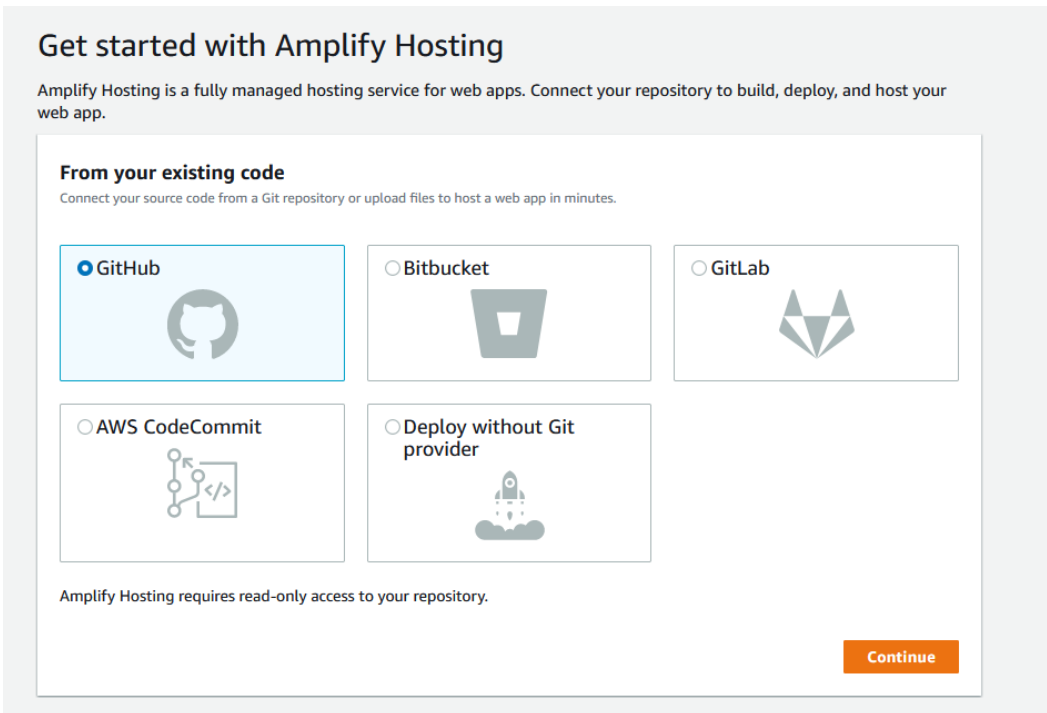 Get started with Amplify Hosting
Amplify Hosting is a fully managed hosting service for web apps. Connect your repository to build, deploy, and host your
web app.
From your existing code
Connect your source code from a Git repository or upload files to host a web app in minutes.
GitHub
Bitbucket
GitLab
AWS CodeCommit
Deploy without Git
provider
</>
Amplify Hosting requires read-only access to your repository.
Continue